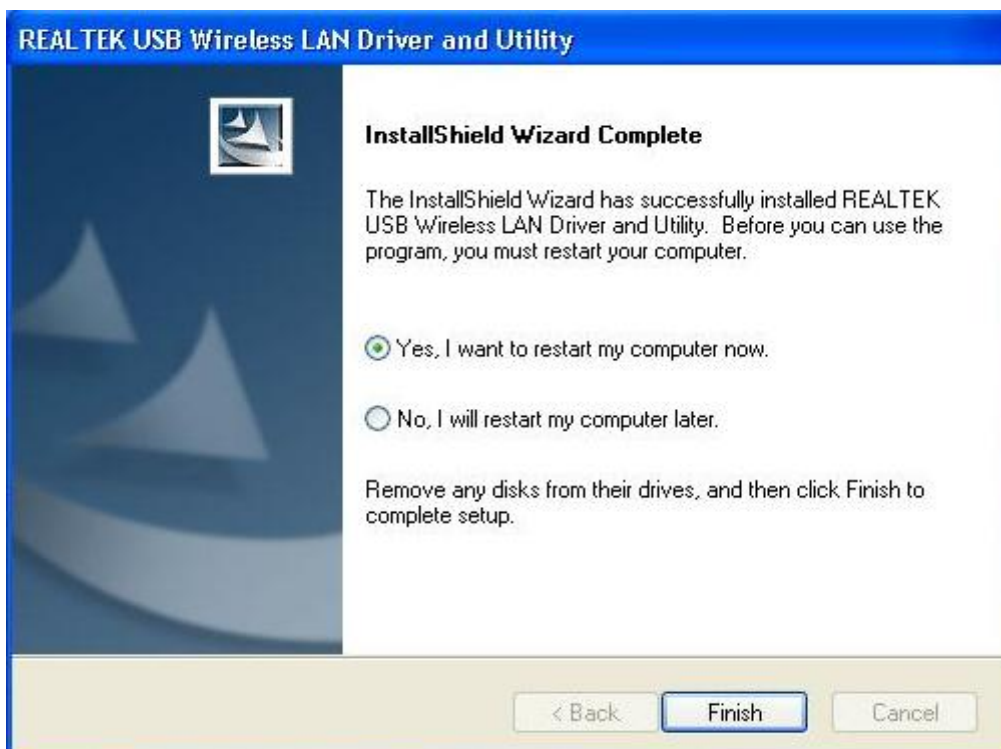 REALTEK USB Wireless LAN Driver and Utility
InstallShield Wizard Complete
The InstallShield Wizard has successfully installed REALTEK
USB Wireless LAN Driver and Utility.  Before you can use the
program, you must restart your computer.
Yes, I want to restart my computer now.
No, I will restart my computer later.
Remove any disks from their drives, and then click Finish to
complete setup.
< Back Finish Cancel